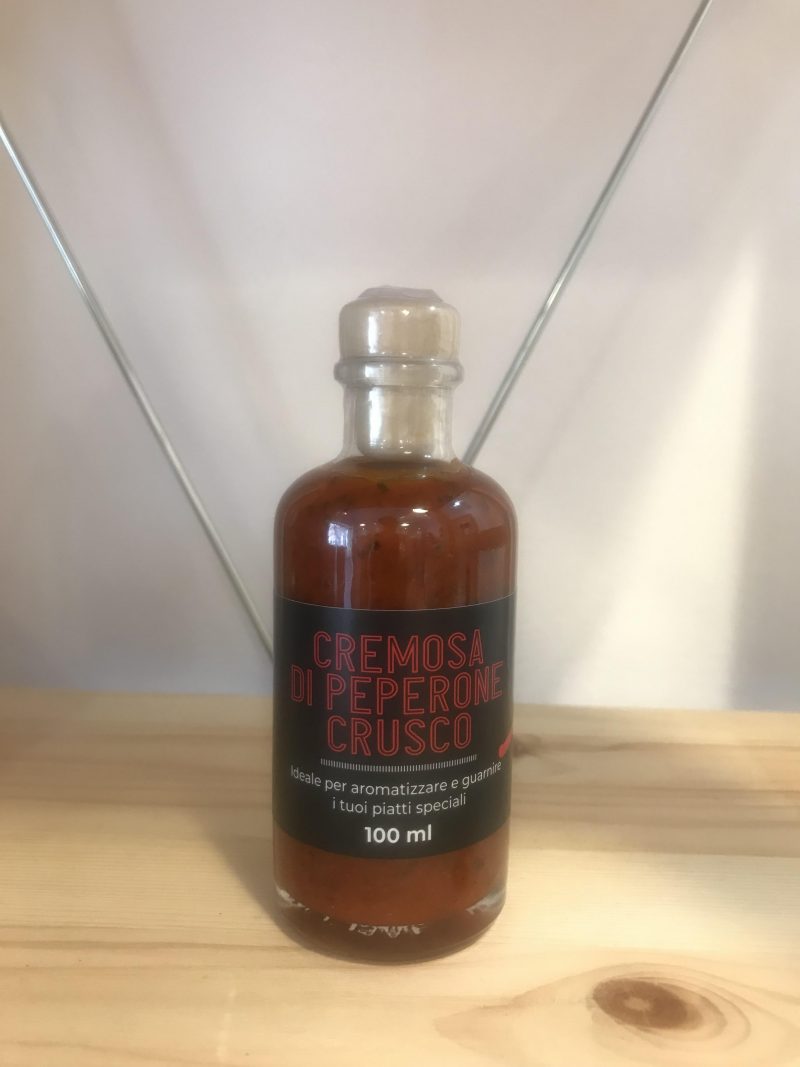 CREMOSA
DI PEPERONE
CRUSCO
Ideale per aromatizzare e guarnire
i tuoi piatti speciali
100 ml